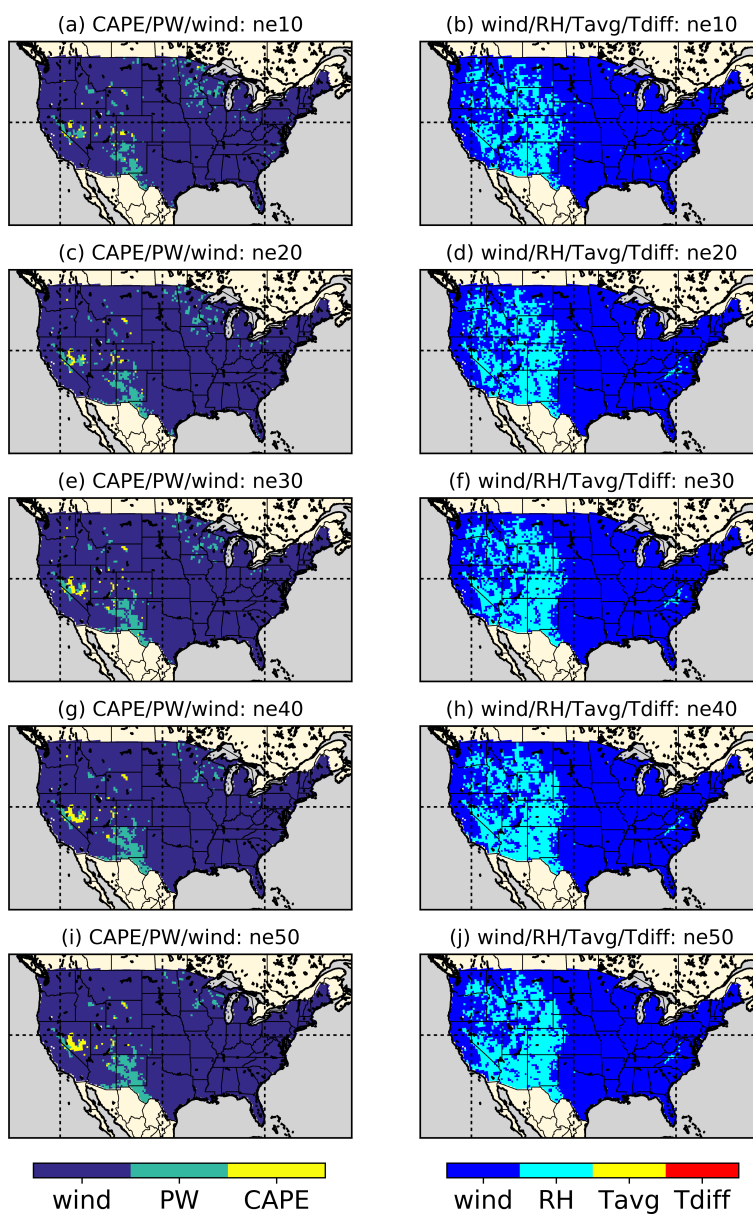 (a) CAPE/PW/wind: ne10
(b) wind/RH/Tavg/Tdiff: ne10
(c) CAPE/PW/wind: ne20
(d) wind/RH/Tavg/Tdiff: ne20
(e) CAPE/PW/wind: ne30
(f) wind/RH/Tavg/Tdiff: ne30
(g) CAPE/PW/wind: ne40
(h) wind/RH/Tavg/Tdiff: ne40
(i) CAPE/PW/wind: ne50
(j) wind/RH/Tavg/Tdiff: ne50
wind PW CAPE
wind RH Tavg Tdiff